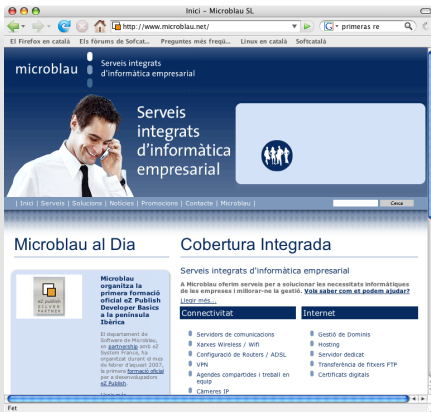 Inici – Microblau SL
http://www.microblau.net/
primeras re
El Firefox en català
Els fòrums de Sofcat...
Preguntes més freqü...
Linux en català
Softcatalà
microblau
Serveis integrats
d'informàtica empresarial
Serveis
integrats
d'informàtica
empresarial
| Inici | Serveis | Solucions | Notícies | Promocions | Contacte | Microblau |
Cerca
Microblau al Dia
eZ publish
SILVER
PARTNER
Microblau
organitza la
primera formació
oficial eZ Publish
Developer Basics
a la península
Ibèrica
El departament de
Software de Microblau,
en partnership amb eZ
System Franca, ha
organitzat durant el mes
de febrer d'aquest 2007,
la primera formació oficial
per a desenvolupadors
eZ Publish.
Cobertura Integrada
Serveis integrats d'informàtica empresarial
A Microblau oferim serveis per a solucionar les necessitats informàtiques
de les empreses i millorar-ne la gestió. Vols saber com et podem ajudar?
Llegir més...
Connectivitat
Servidors de comunicacions
Xarxes Wireless / Wifi
Configuració de Routers / ADSL
VPN
Agendes compartides i treball en
equip
Càmeres IP
Internet
Gestió de Dominis
Hosting
Servidor dedicat
Transferència de fitxers FTP
Certificats digitals
Fet